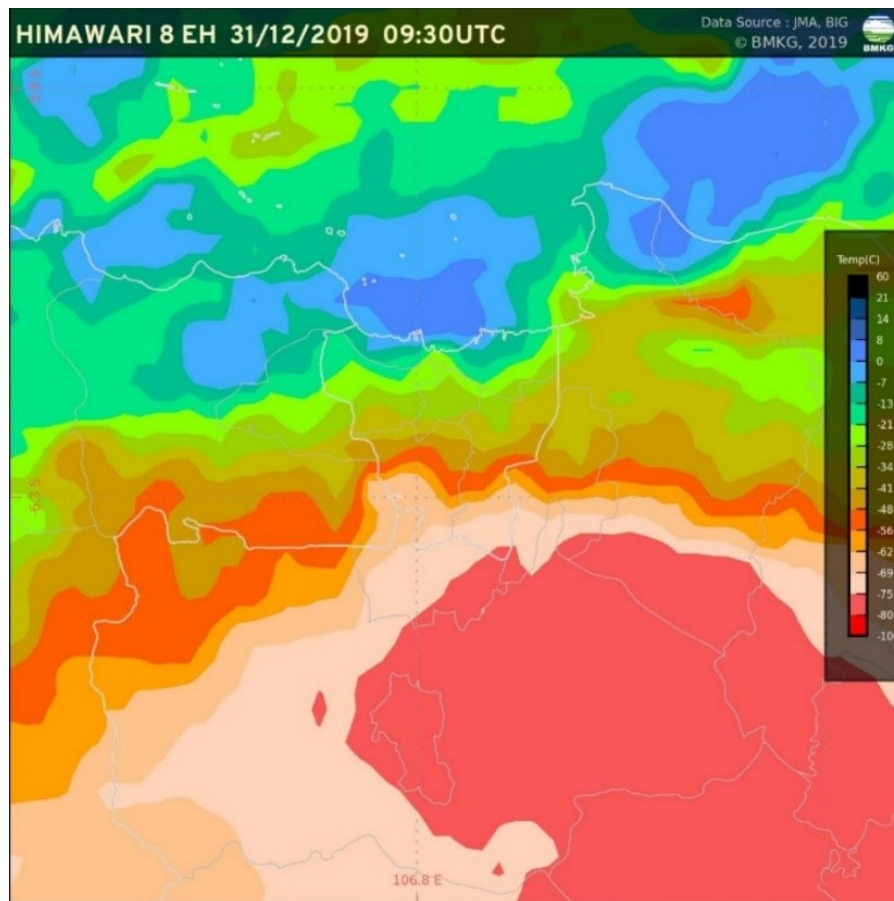 HIMAWARI 8 EH 31/12/2019 09:30UTC
Data Source : JMA, BIG
© BMKG, 2019
BMKG
-5.8 S
Temp(C)
60
21
14
8
0
-7
-13
-21
-28
-34
-41
-48
-56
-62
-69
-75
-80
-100
-6.3 S
106.8 E